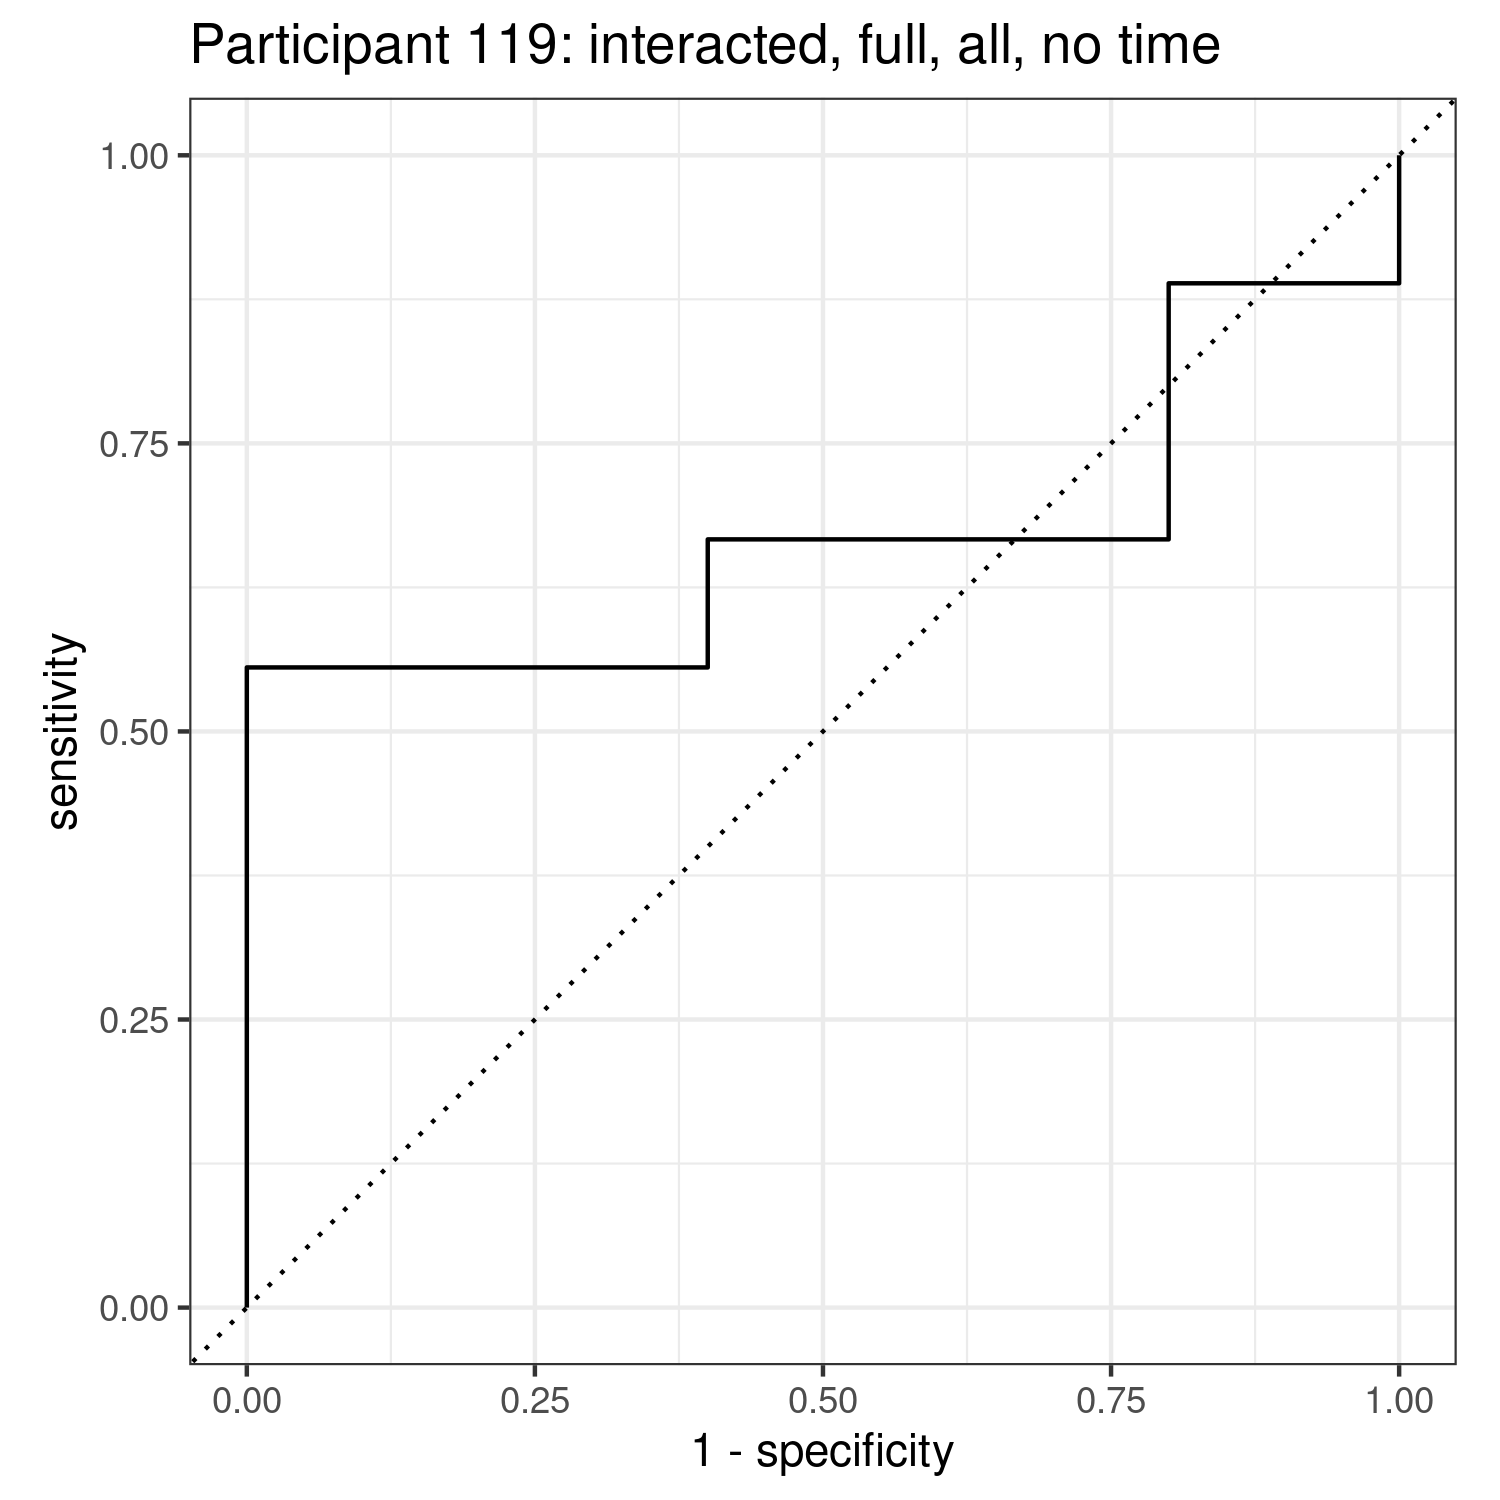 Participant 119: interacted, full, all, no time
1.00
0.75
0.50
0.25
0.00
sensitivity
0.00 0.25 0.50 0.75 1.00
1 - specificity